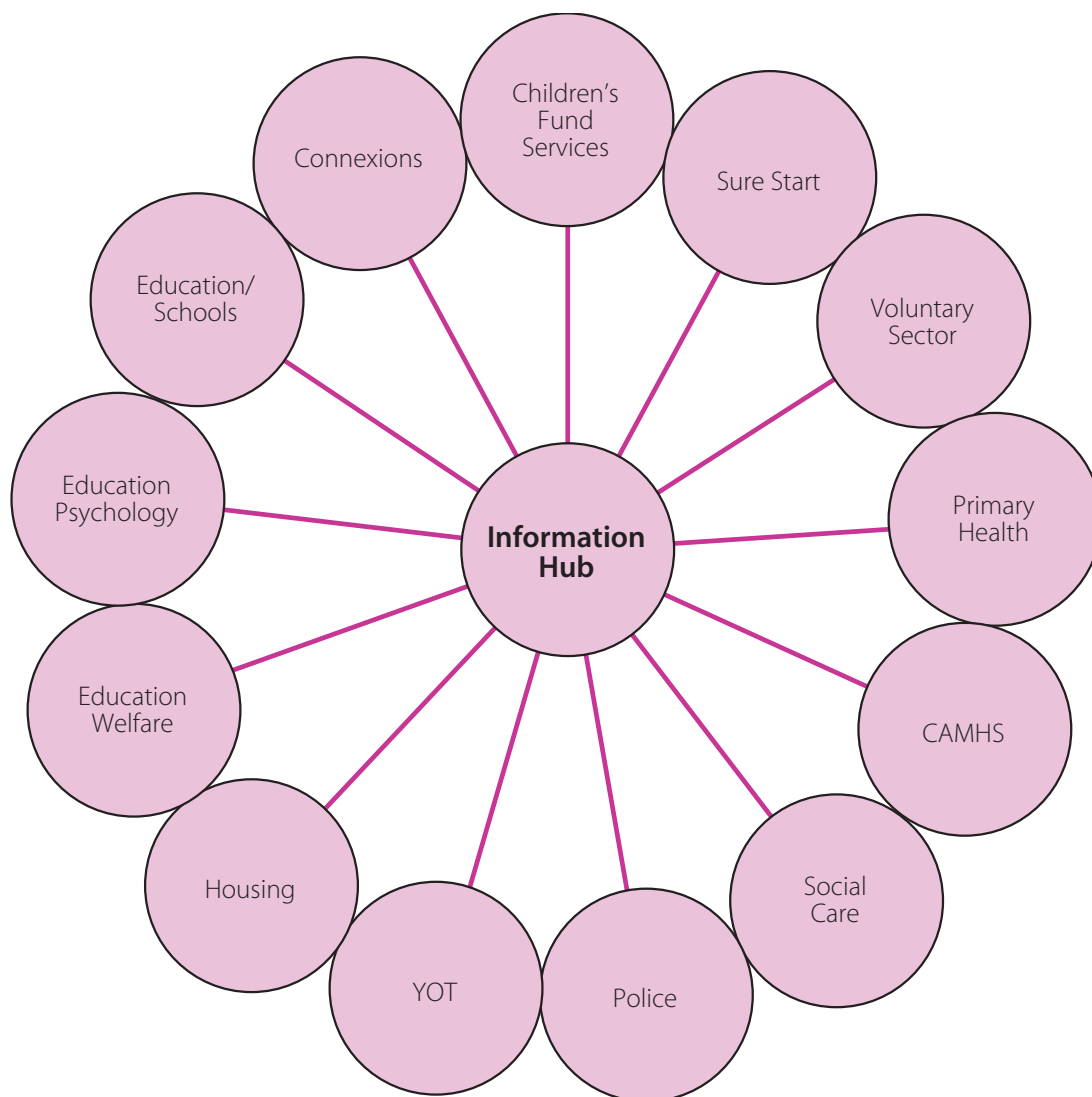 Children’s
Fund
Services
Sure Start
Voluntary
Sector
Primary
Health
CAMHS
Social
Care
Police
YOT
Housing
Education
Welfare
Education
Psychology
Education/
Schools
Connexions
Information
Hub